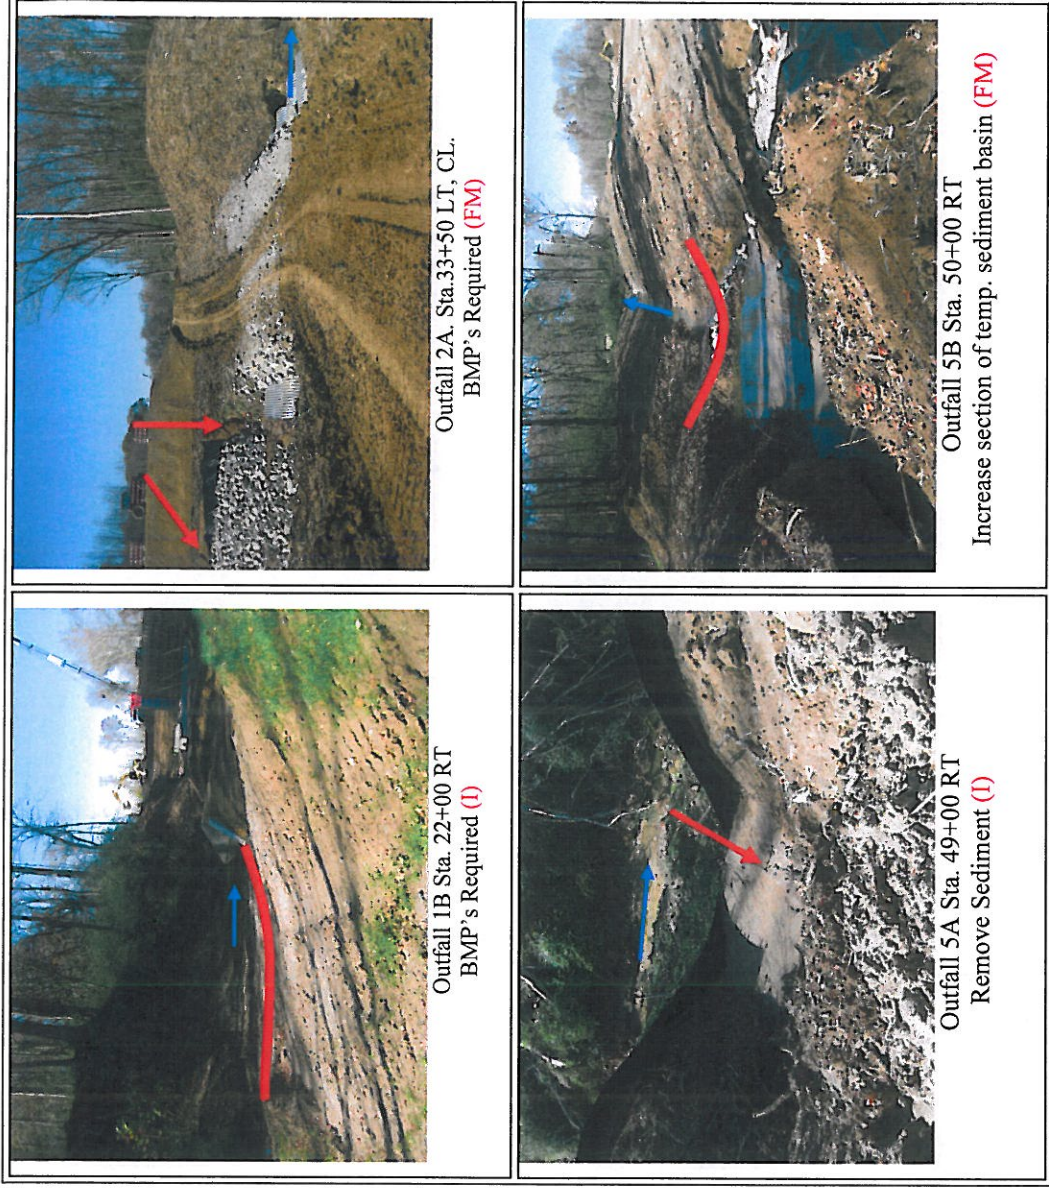 Outfall 1B Sta. 22+00 RT
BMP's Required (I)
Outfall 2A. Sta.33+50 LT, CL.
BMP's Required (FM)
Outfall 5A Sta. 49+00 RT
Remove Sediment (I)
Outfall 5B Sta. 50+00 RT
Increase section of temp. sediment basin (FM)